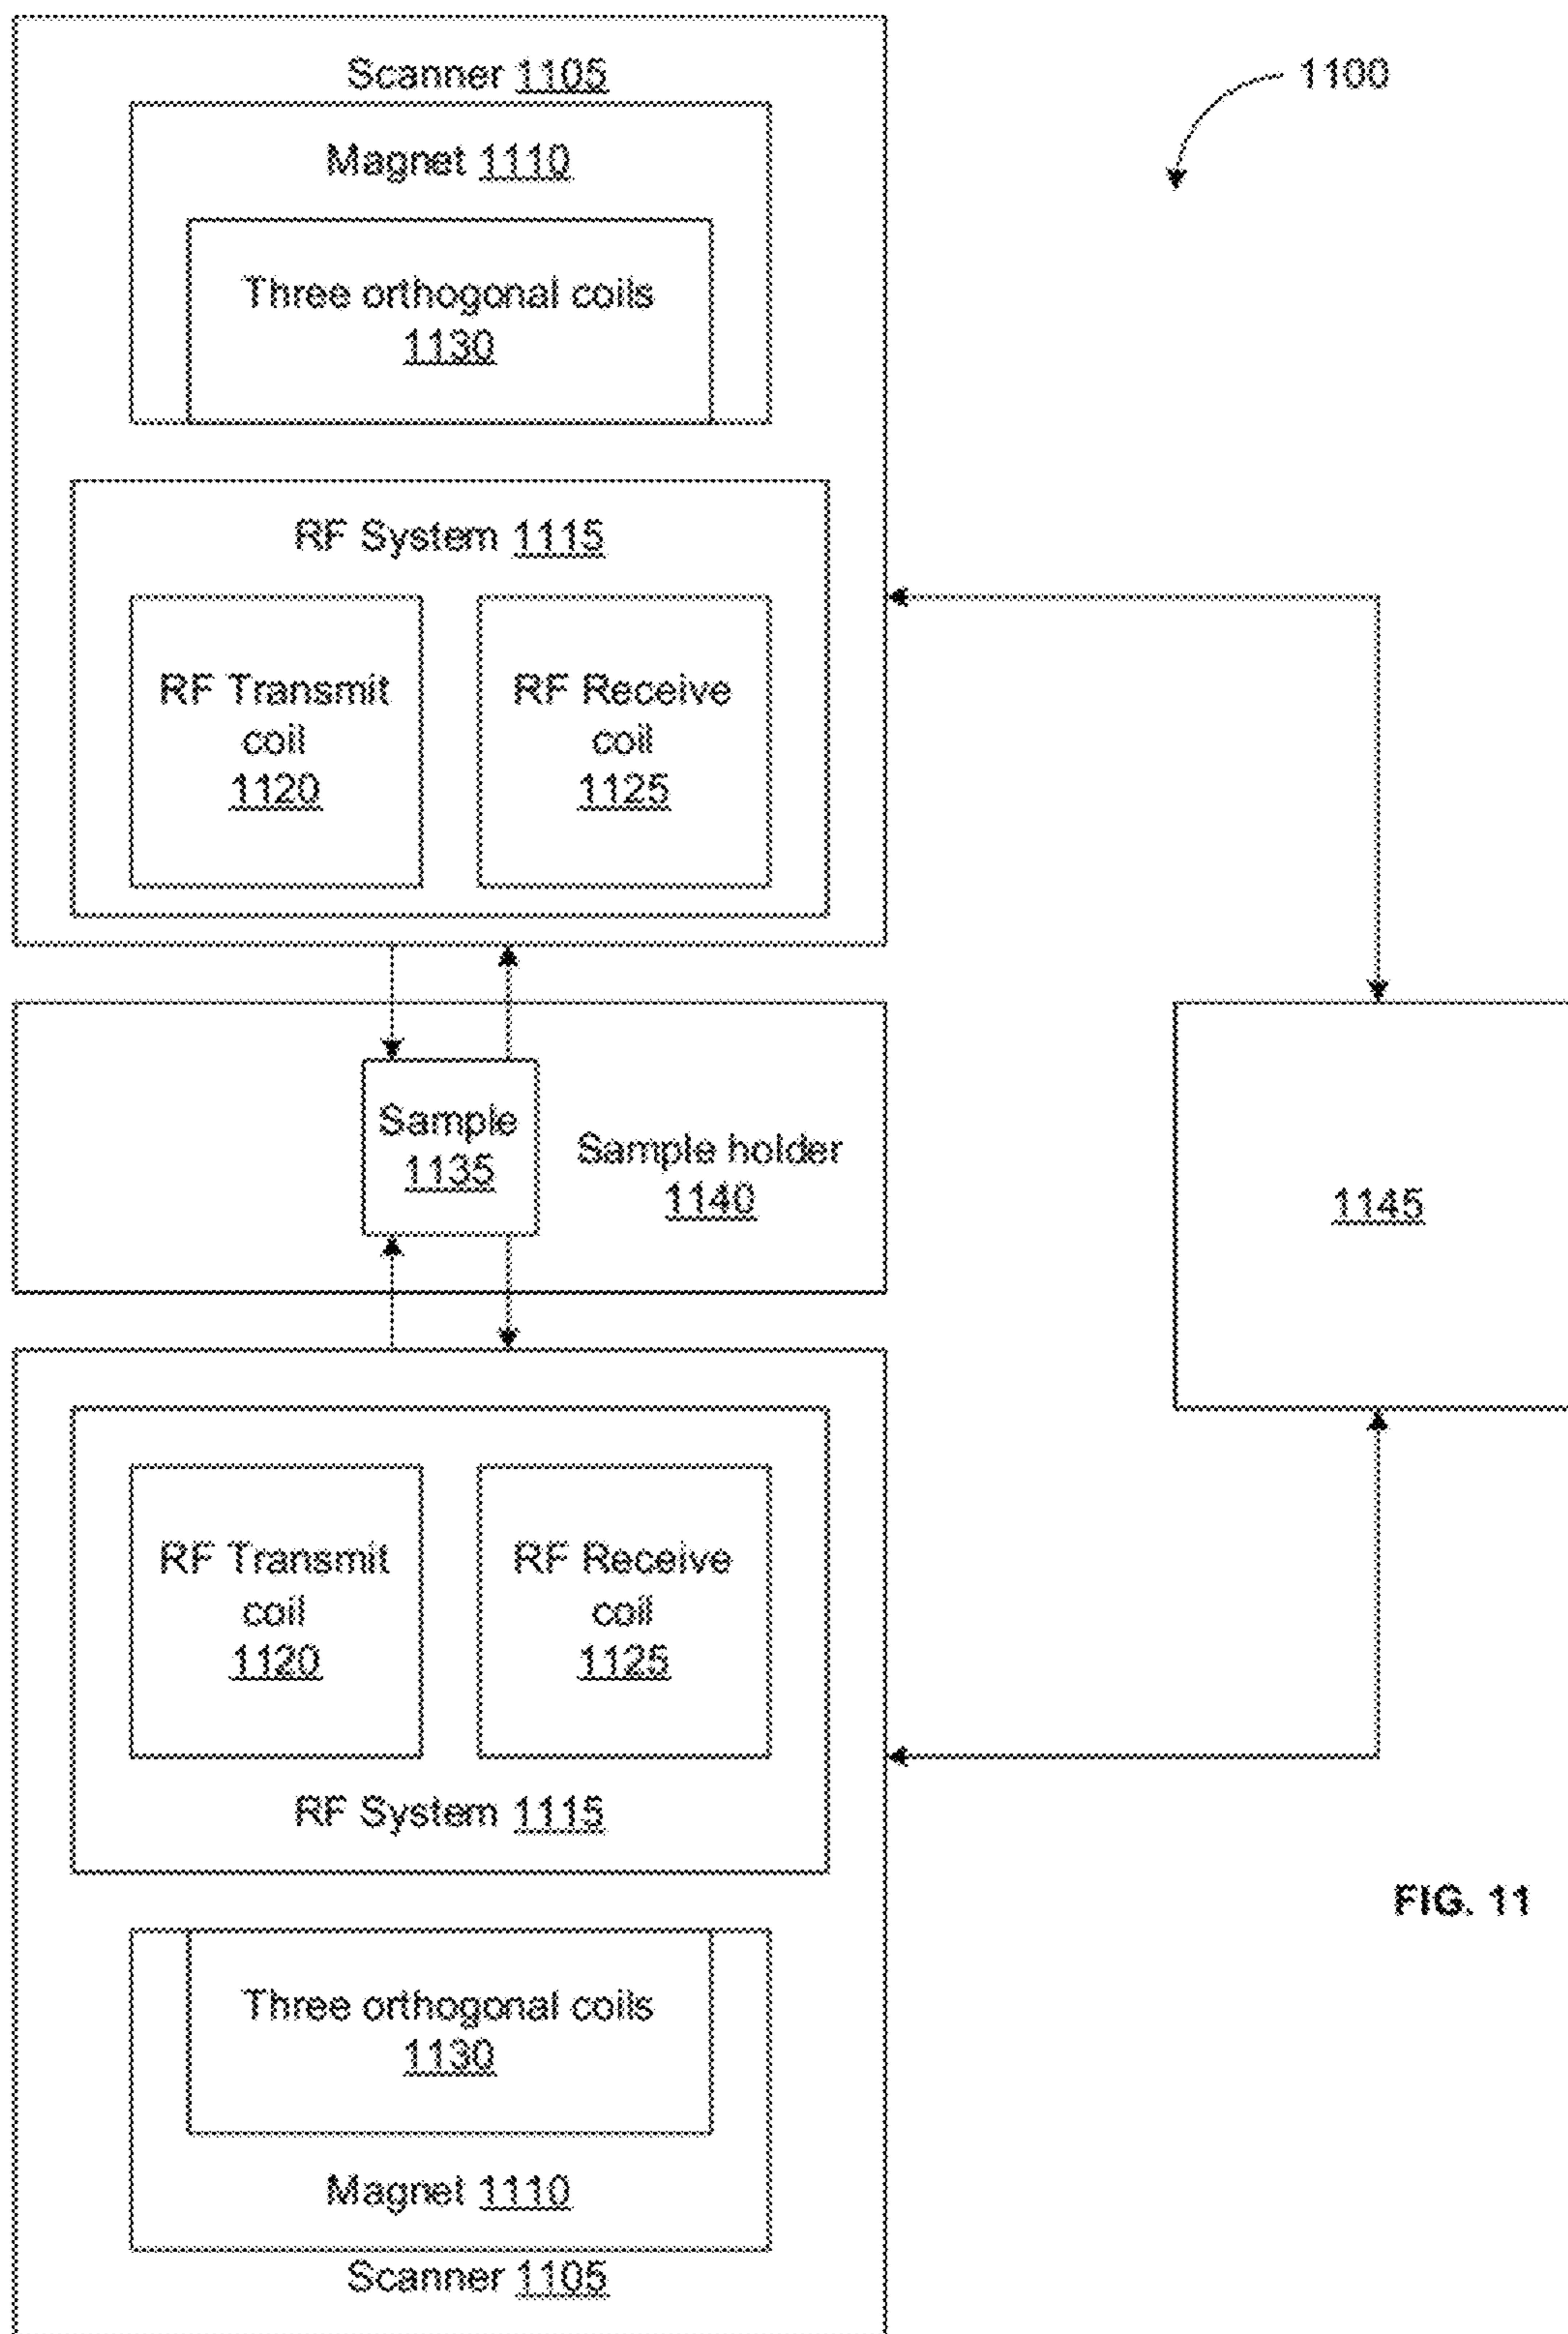 Scanner 1105
1100
Magnet 1110
Three orthogonal coils
1130
RF System 1115
RF Transmit
coil
1120
RF Receive
coil
1125
Sample
1135
Sample holder
1140
1145
RF Transmit
coil
1120
RF Receive
coil
1125
RF System 1115
FIG. 11
Three orthogonal coils
1130
Magnet 1110
Scanner 1105